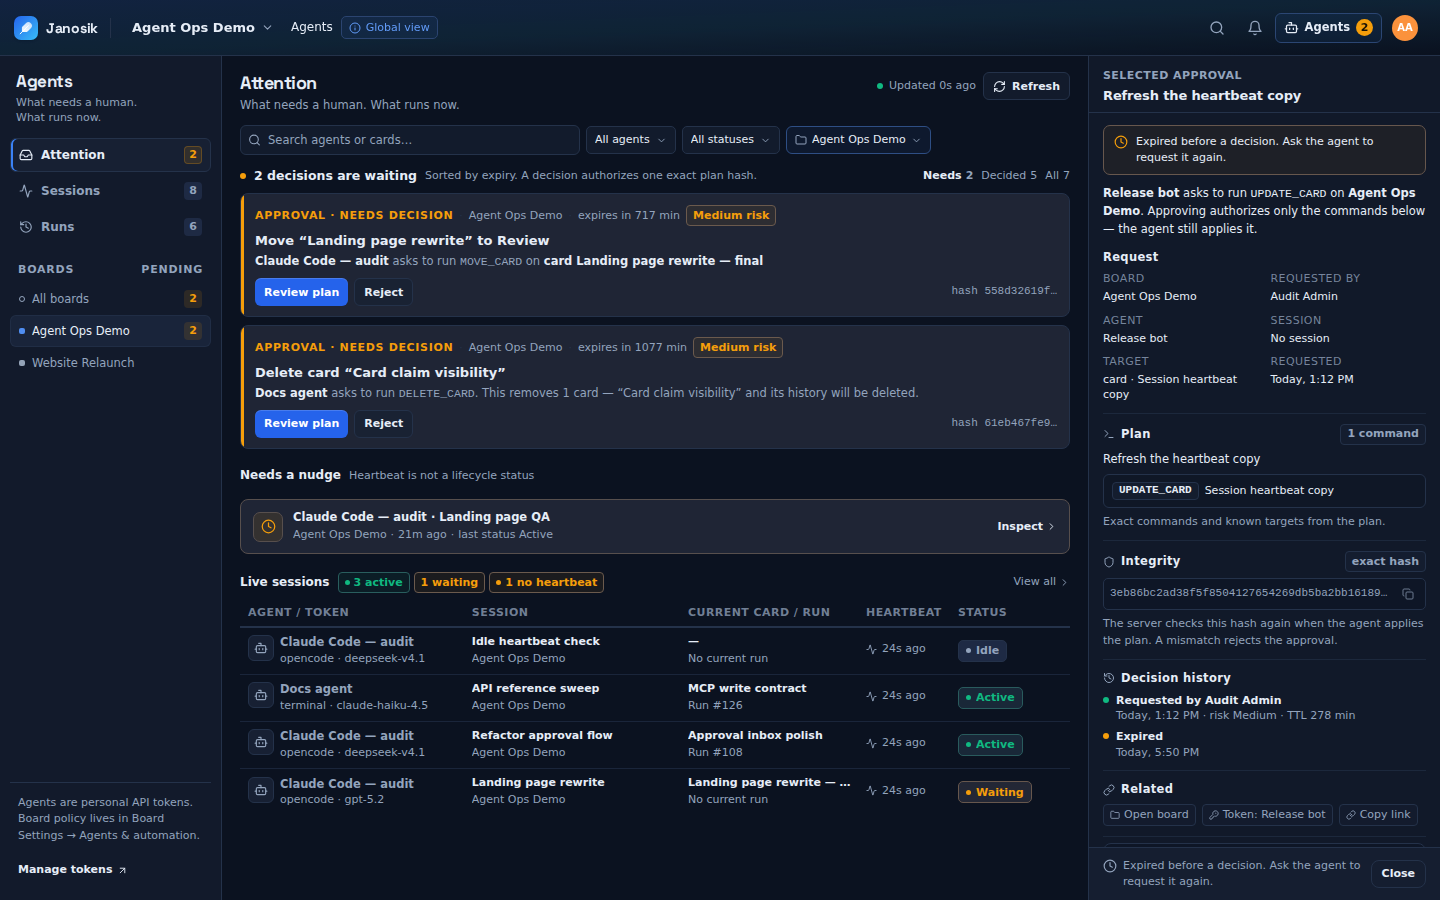 Janosik
Agent Ops Demo
Agents
Global view
Agents 2
AA
Agents
What needs a human.
What runs now.
Attention 2
Sessions 8
Runs 6
BOARDS PENDING
All boards 2
Agent Ops Demo 2
Website Relaunch
Agents are personal API tokens.
Board policy lives in Board
Settings → Agents & automation.
Manage tokens
Attention
What needs a human. What runs now.
Updated 0s ago
Refresh
Search agents or cards...
All agents
All statuses
Agent Ops Demo
2 decisions are waiting Sorted by expiry. A decision authorizes one exact plan hash.
Needs 2 Decided 5 All 7
APPROVAL · NEEDS DECISION Agent Ops Demo expires in 717 min Medium risk
Move “Landing page rewrite” to Review
Claude Code — audit asks to run MOVE_CARD on card Landing page rewrite — final
Review plan Reject hash 558d32619f…
APPROVAL · NEEDS DECISION Agent Ops Demo expires in 1077 min Medium risk
Delete card “Card claim visibility”
Docs agent asks to run DELETE_CARD. This removes 1 card — “Card claim visibility” and its history will be deleted.
Review plan Reject hash 61eb467fe9…
Needs a nudge Heartbeat is not a lifecycle status
Claude Code — audit · Landing page QA
Agent Ops Demo · 21m ago · last status Active
Inspect
Live sessions 3 active 1 waiting 1 no heartbeat View all
AGENT / TOKEN SESSION CURRENT CARD / RUN HEARTBEAT STATUS
Claude Code — audit Idle heartbeat check — 24s ago Idle
opencode · deepseek-v4.1 Agent Ops Demo No current run
Docs agent API reference sweep MCP write contract 24s ago Active
terminal · claude-haiku-4.5 Agent Ops Demo Run #126
Claude Code — audit Refactor approval flow Approval inbox polish 24s ago Active
opencode · deepseek-v4.1 Agent Ops Demo Run #108
Claude Code — audit Landing page rewrite Landing page rewrite — … 24s ago Waiting
opencode · gpt-5.2 Agent Ops Demo No current run
SELECTED APPROVAL
Refresh the heartbeat copy
Expired before a decision. Ask the agent to
request it again.
Release bot asks to run UPDATE_CARD on Agent Ops
Demo. Approving authorizes only the commands below
— the agent still applies it.
Request
BOARD REQUESTED BY
Agent Ops Demo Audit Admin
AGENT SESSION
Release bot No session
TARGET REQUESTED
card · Session heartbeat Today, 1:12 PM
copy
Plan 1 command
Refresh the heartbeat copy
UPDATE_CARD Session heartbeat copy
Exact commands and known targets from the plan.
Integrity exact hash
3eb86bc2ad38f5f8504127654269db5ba2bb16189…
The server checks this hash again when the agent applies
the plan. A mismatch rejects the approval.
Decision history
Requested by Audit Admin
Today, 1:12 PM · risk Medium · TTL 278 min
Expired
Today, 5:50 PM
Related
Open board Token: Release bot Copy link
Expired before a decision. Ask the agent to
request it again.
Close